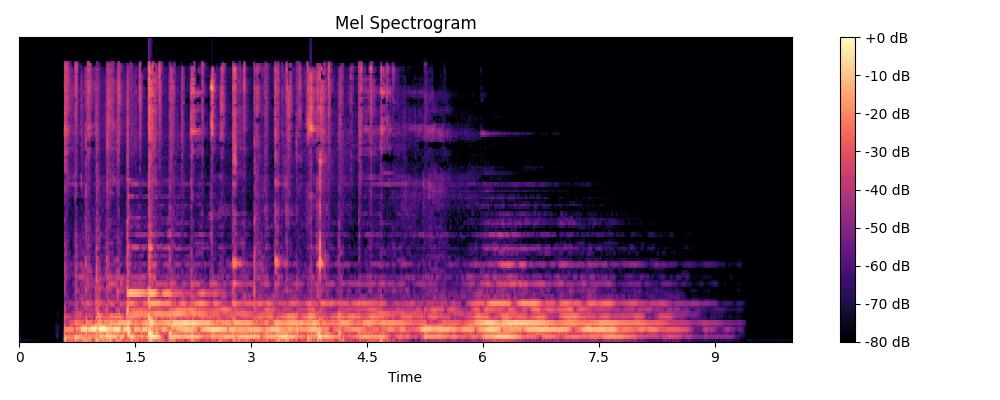 Mel Spectrogram
+0 dB
-10 dB
-20 dB
-30 dB
-40 dB
-50 dB
-60 dB
-70 dB
-80 dB
0 1.5 3 4.5 6 7.5 9
Time